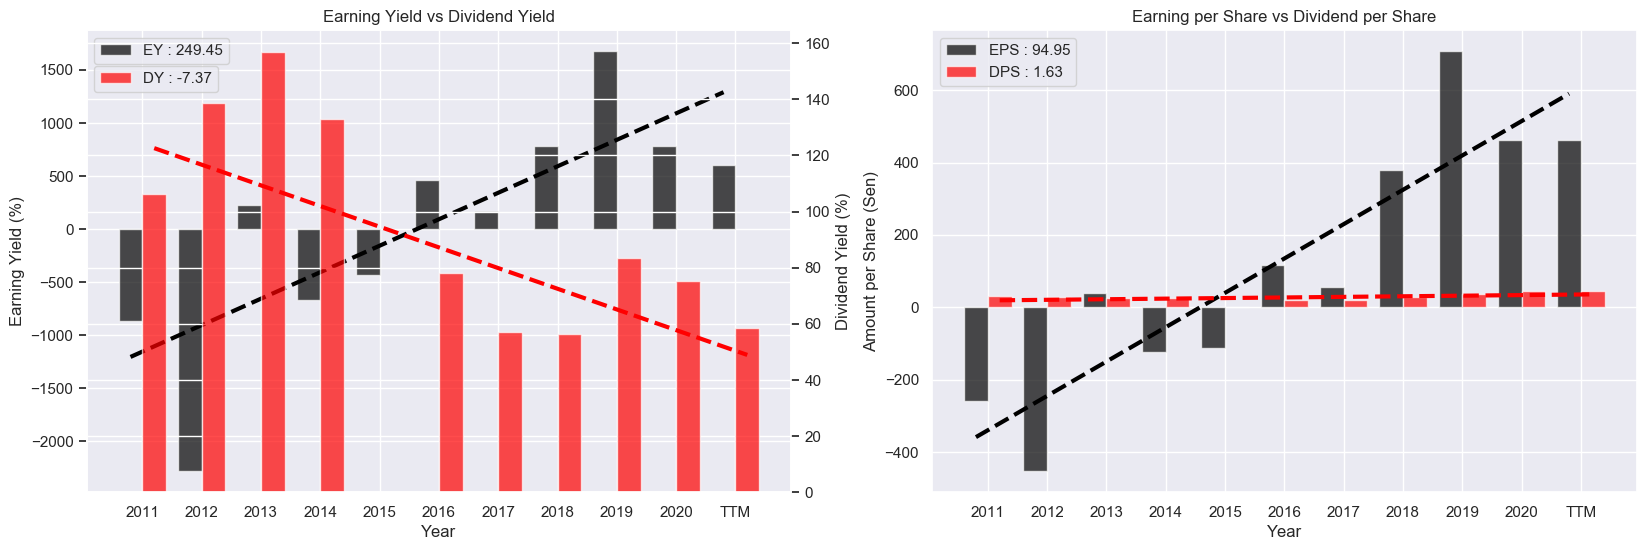 Earning Yield vs Dividend Yield
EY : 249.45
DY : -7.37
Earning Yield (%)
1500
1000
500
0
−500
−1000
−1500
−2000
160
140
120
100
80
60
40
20
0
Dividend Yield (%)
2011 2012 2013 2014 2015 2016 2017 2018 2019 2020 TTM
Year
Earning per Share vs Dividend per Share
EPS : 94.95
DPS : 1.63
Amount per Share (Sen)
600
400
200
0
−200
−400
2011 2012 2013 2014 2015 2016 2017 2018 2019 2020 TTM
Year